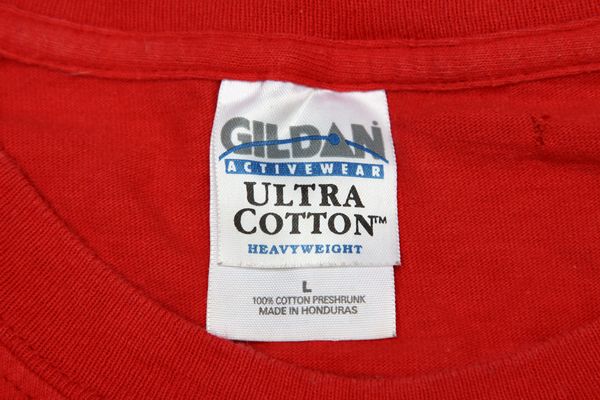 GILDAN
ACTIVEWEAR
ULTRA
COTTON™
HEAVYWEIGHT
L
100% COTTON PRESHRUNK
MADE IN HONDURAS